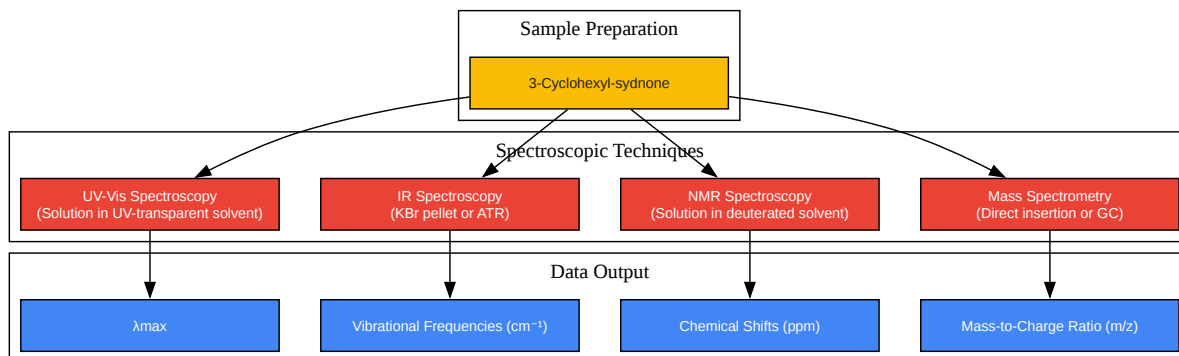 Sample Preparation
3-Cyclohexyl-sydnone
Spectroscopic Techniques
UV-Vis Spectroscopy
(Solution in UV-transparent solvent)
IR Spectroscopy
(KBr pellet or ATR)
NMR Spectroscopy
(Solution in deuterated solvent)
Mass Spectrometry
(Direct insertion or GC)
Data Output
λmax
Vibrational Frequencies (cm⁻¹)
Chemical Shifts (ppm)
Mass-to-Charge Ratio (m/z)